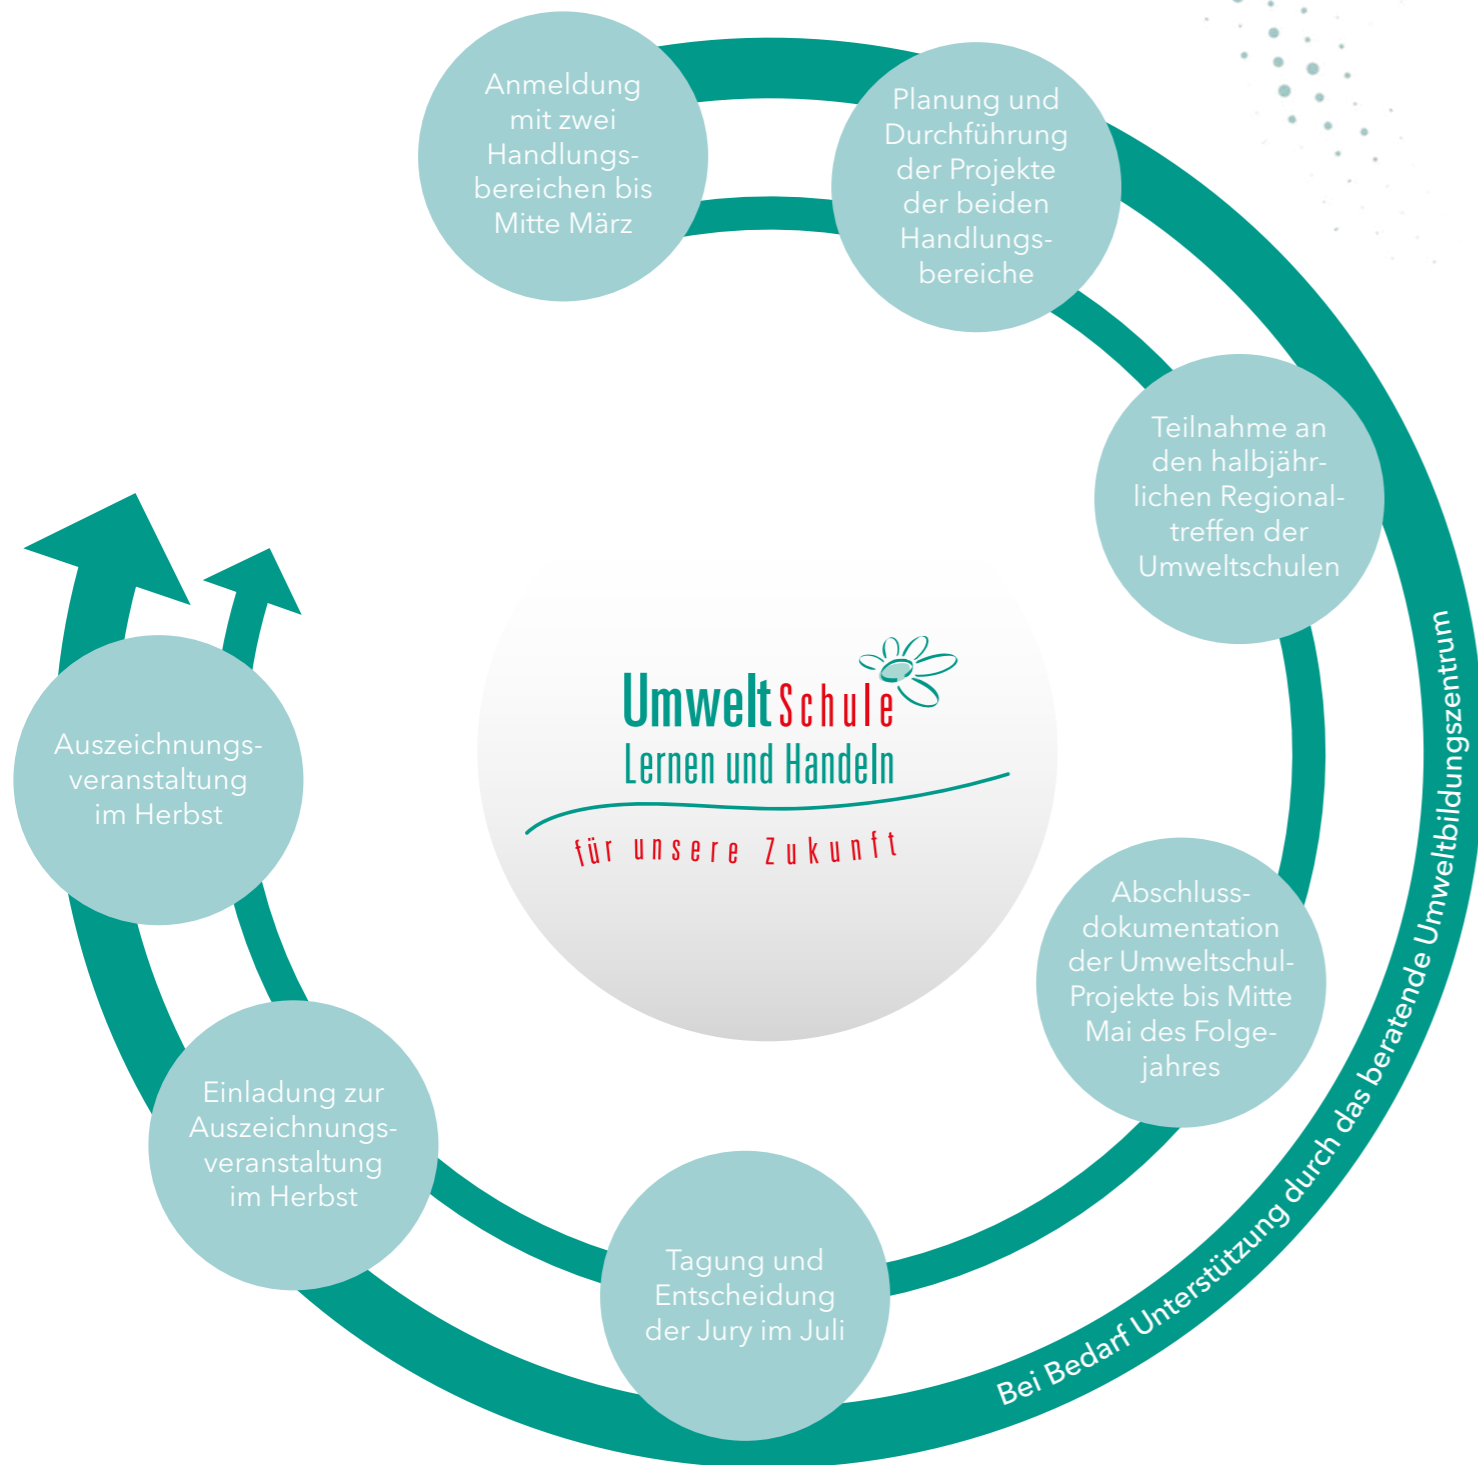 Anmeldung
mit zwei
Handlungs-
bereichen bis
Mitte März
Planung und
Durchführung
der Projekte
der beiden
Handlungs-
bereiche
Teilnahme an
den halbjähr-
lichen Regional-
treffen der
Umweltschulen
Abschluss-
dokumentation
der Umweltschul-
Projekte bis Mitte
Mai des Folge-
jahres
Tagung und
Entscheidung
der Jury im Juli
Einladung zur
Auszeichnungs-
veranstaltung
im Herbst
Auszeichnungs-
veranstaltung
im Herbst
Bei Bedarf Unterstützung durch das beratende Umweltbildungszentrum
UmweltSchule
Lernen und Handeln
für unsere Zukunft